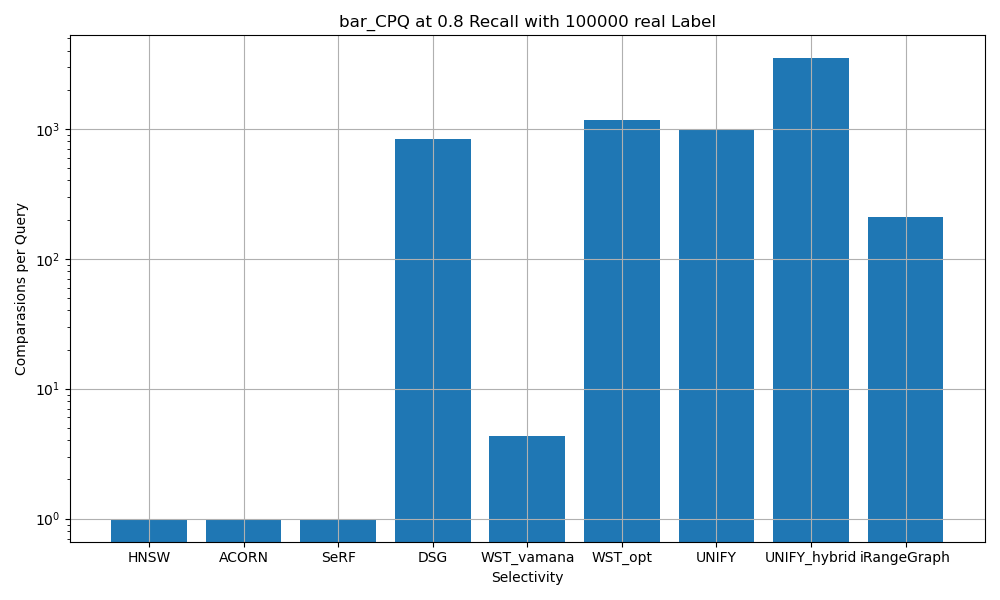 bar_CPQ at 0.8 Recall with 100000 real Label
Comparasions per Query
10³
10²
10¹
10⁰
HNSW ACORN SeRF DSG WST_vamana WST_opt UNIFY UNIFY_hybrid iRangeGraph
Selectivity